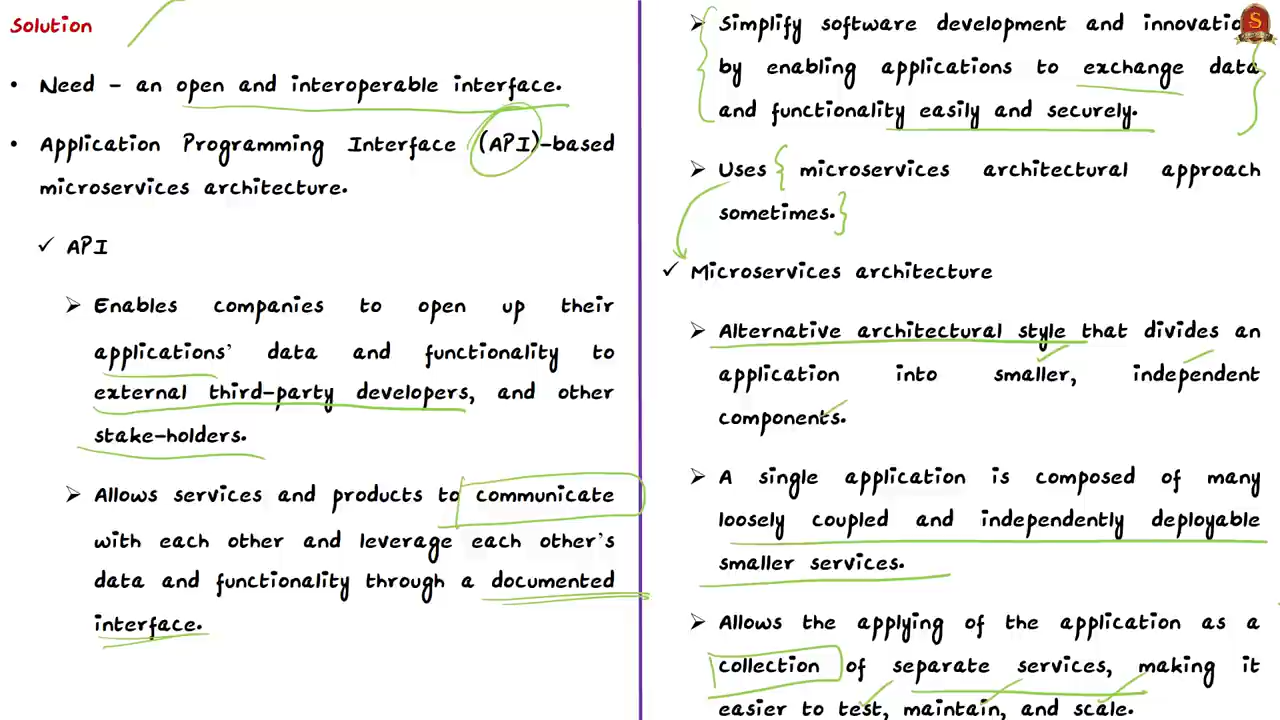 Solution
• Need – an open and interoperable interface.
• Application Programming Interface (API)-based
microservices architecture.
✓ API
➤ Enables companies to open up their
applications' data and functionality to
external third-party developers, and other
stake-holders.
➤ Allows services and products to communicate
with each other and leverage each other's
data and functionality through a documented
interface.
➤ Simplify software development and innovation
by enabling applications to exchange data
and functionality easily and securely.
➤ Uses microservices architectural approach
sometimes.
✓ Microservices architecture
➤ Alternative architectural style that divides an
application into smaller, independent
components.
➤ A single application is composed of many
loosely coupled and independently deployable
smaller services.
➤ Allows the applying of the application as a
collection of separate services, making it
easier to test, maintain, and scale.
S